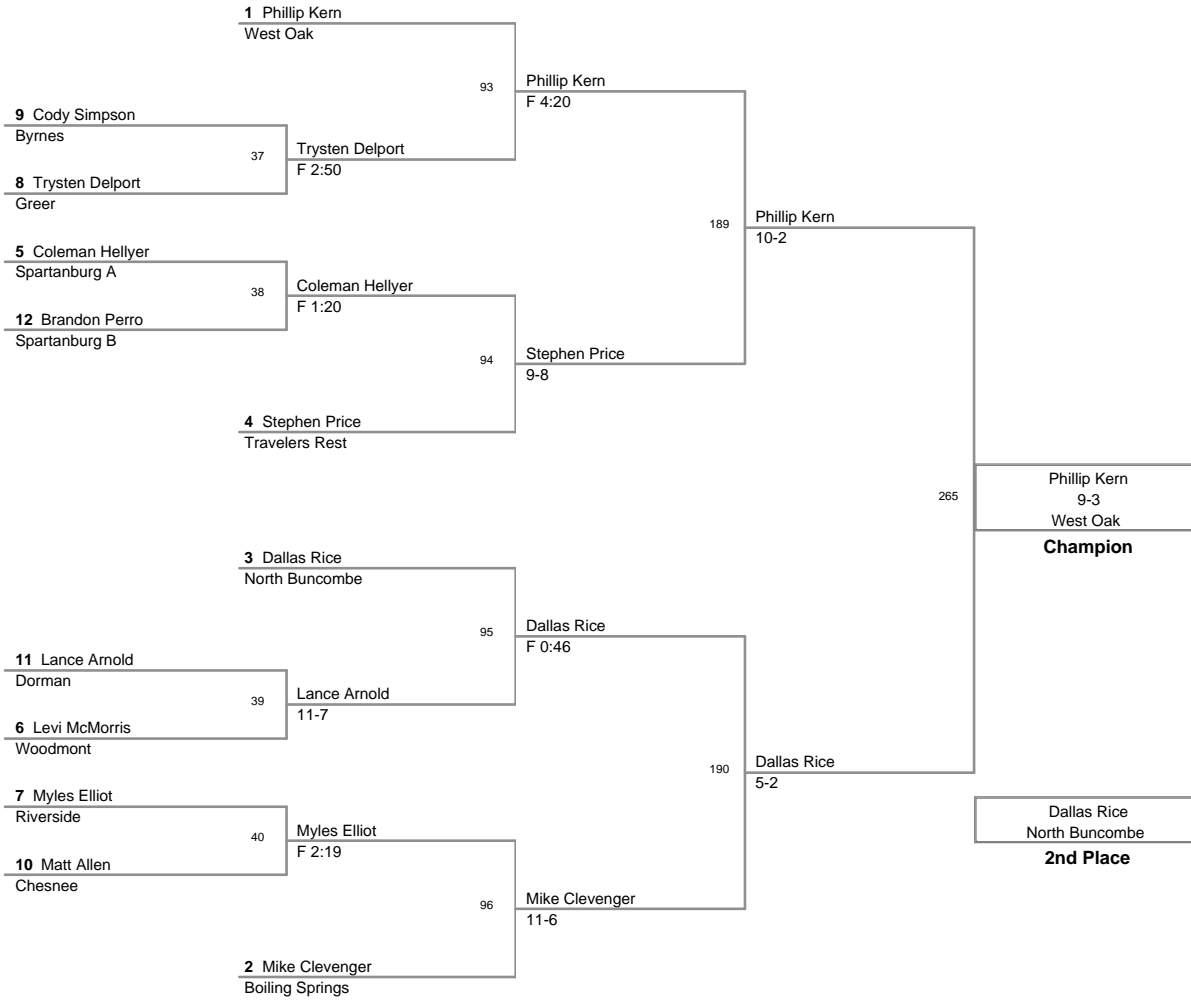 1 Phillip Kern
West Oak
93
Phillip Kern
F 4:20
9 Cody Simpson
Byrnes
37
Trysten Delport
F 2:50
8 Trysten Delport
Greer
189
Phillip Kern
10-2
5 Coleman Hellyer
Spartanburg A
38
Coleman Hellyer
F 1:20
12 Brandon Perro
Spartanburg B
94
Stephen Price
9-8
4 Stephen Price
Travelers Rest
265
Phillip Kern
9-3
West Oak
Champion
3 Dallas Rice
North Buncombe
95
Dallas Rice
F 0:46
11 Lance Arnold
Dorman
39
Lance Arnold
11-7
6 Levi McMorris
Woodmont
190
Dallas Rice
5-2
7 Myles Elliot
Riverside
40
Myles Elliot
F 2:19
10 Matt Allen
Chesnee
Dallas Rice
North Buncombe
2nd Place
96
Mike Clevenger
11-6
2 Mike Clevenger
Boiling Springs